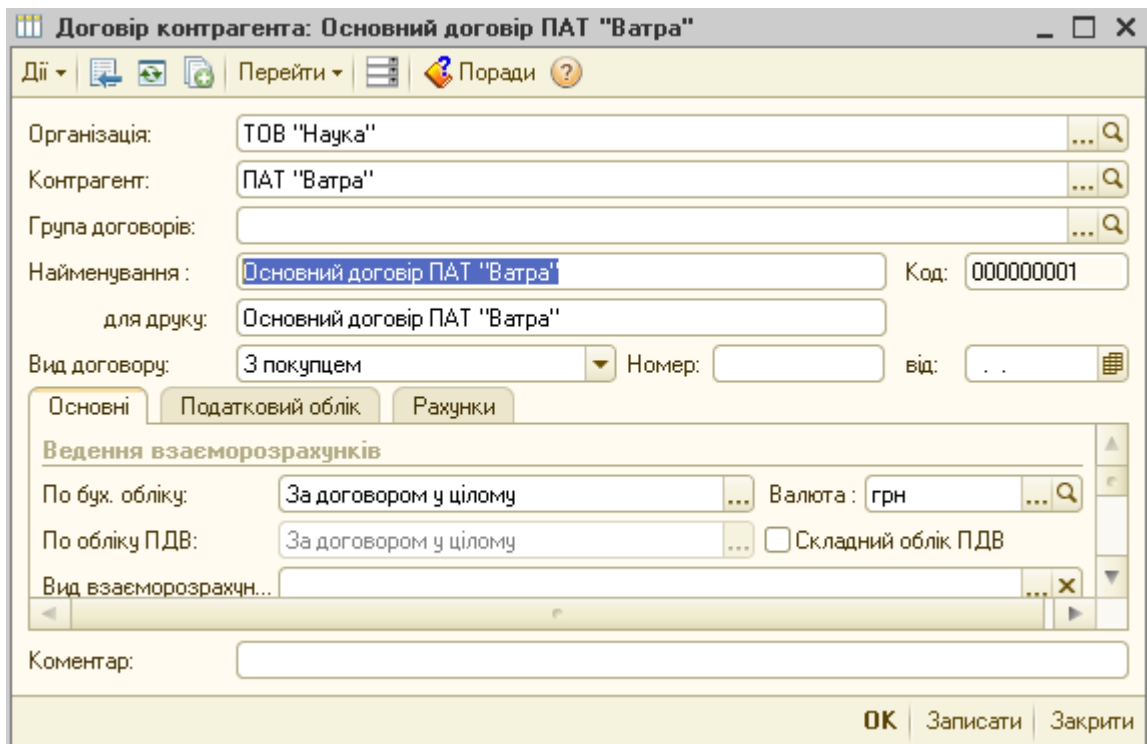 Договір контрагента: Основний договір ПАТ "Ватра"
Дії Перейти Поради ?
Організація: ТОВ "Наука" ...
Контрагент: ПАТ "Ватра" ...
Група договорів: ...
Найменування : Основний договір ПАТ "Ватра" Код: 000000001
для друку: Основний договір ПАТ "Ватра"
Вид договору: З покупцем Номер: від: . .
Основні Податковий облік Рахунки
Ведення взаєморозрахунків
По бух. обліку: За договором у цілому ... Валюта : грн ...
По обліку ПДВ: За договором у цілому ... Складний облік ПДВ
Вид взаєморозрахун... ... x
Коментар:
OK Записати Закрити